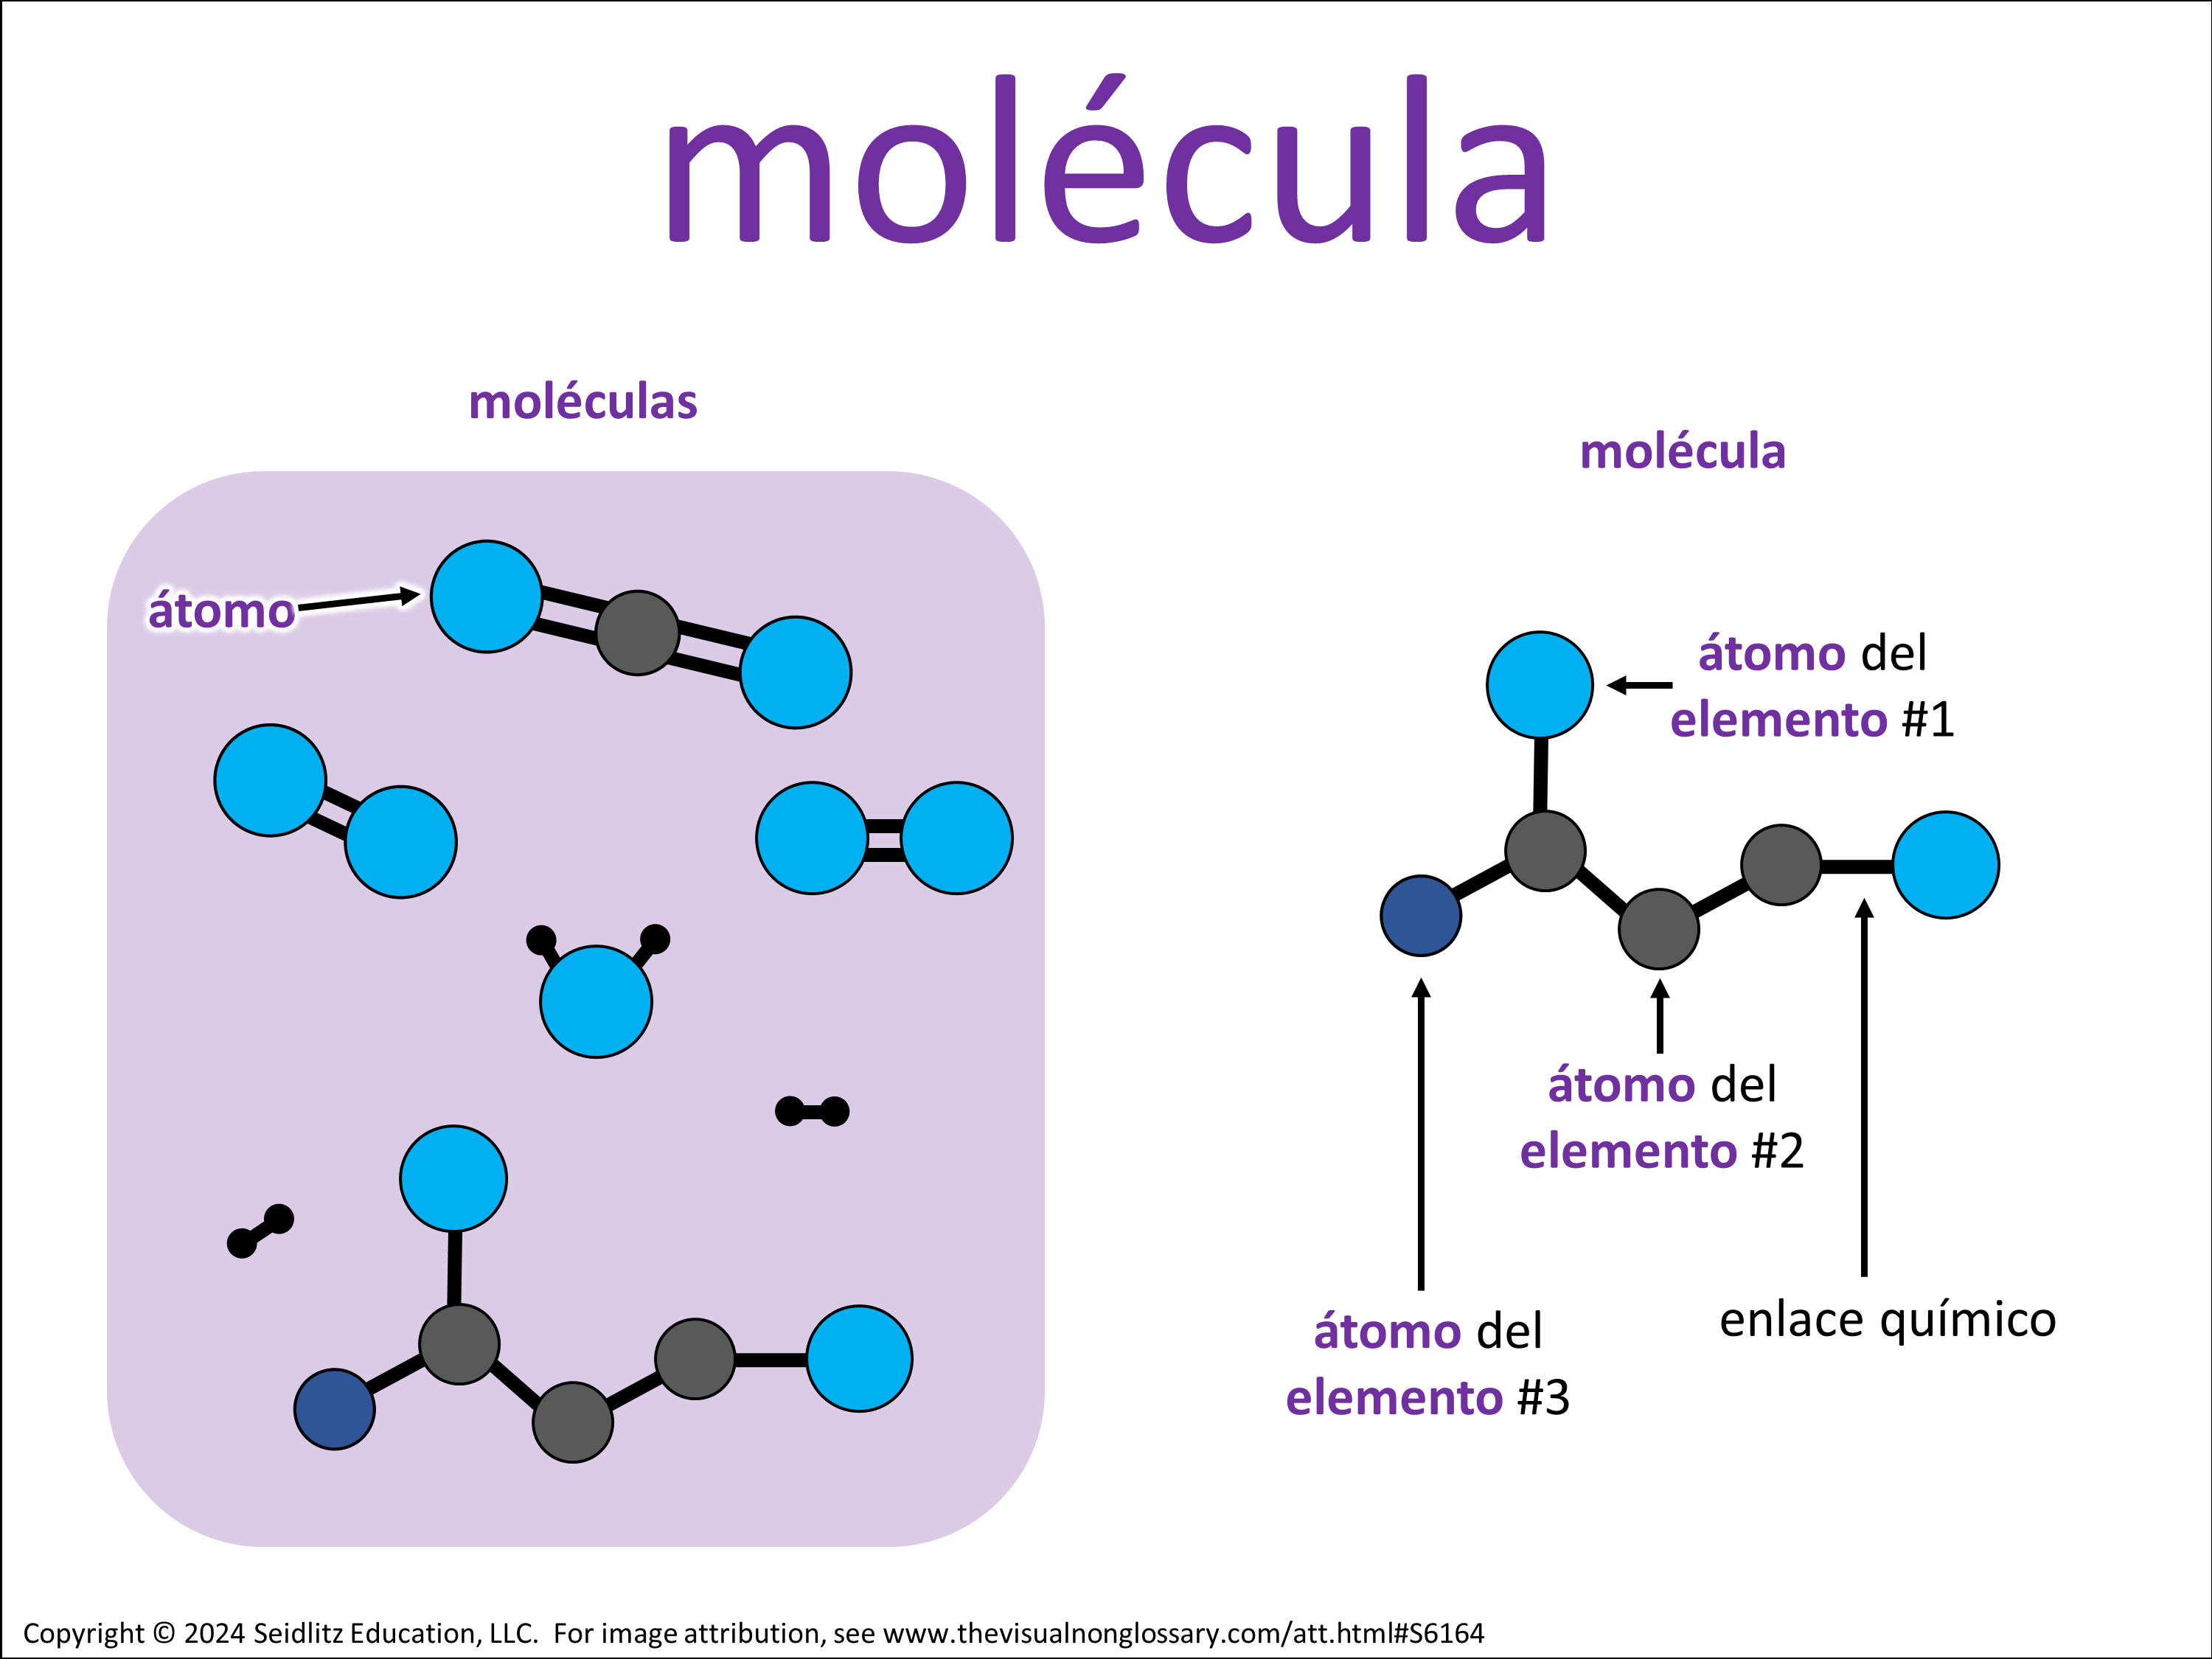 molécula
moléculas
átomo
molécula
átomo del
elemento #1
átomo del
elemento #2
átomo del
elemento #3
enlace químico
Copyright © 2024 Seidlitz Education, LLC.  For image attribution, see www.thevisualnonglossary.com/att.html#S6164